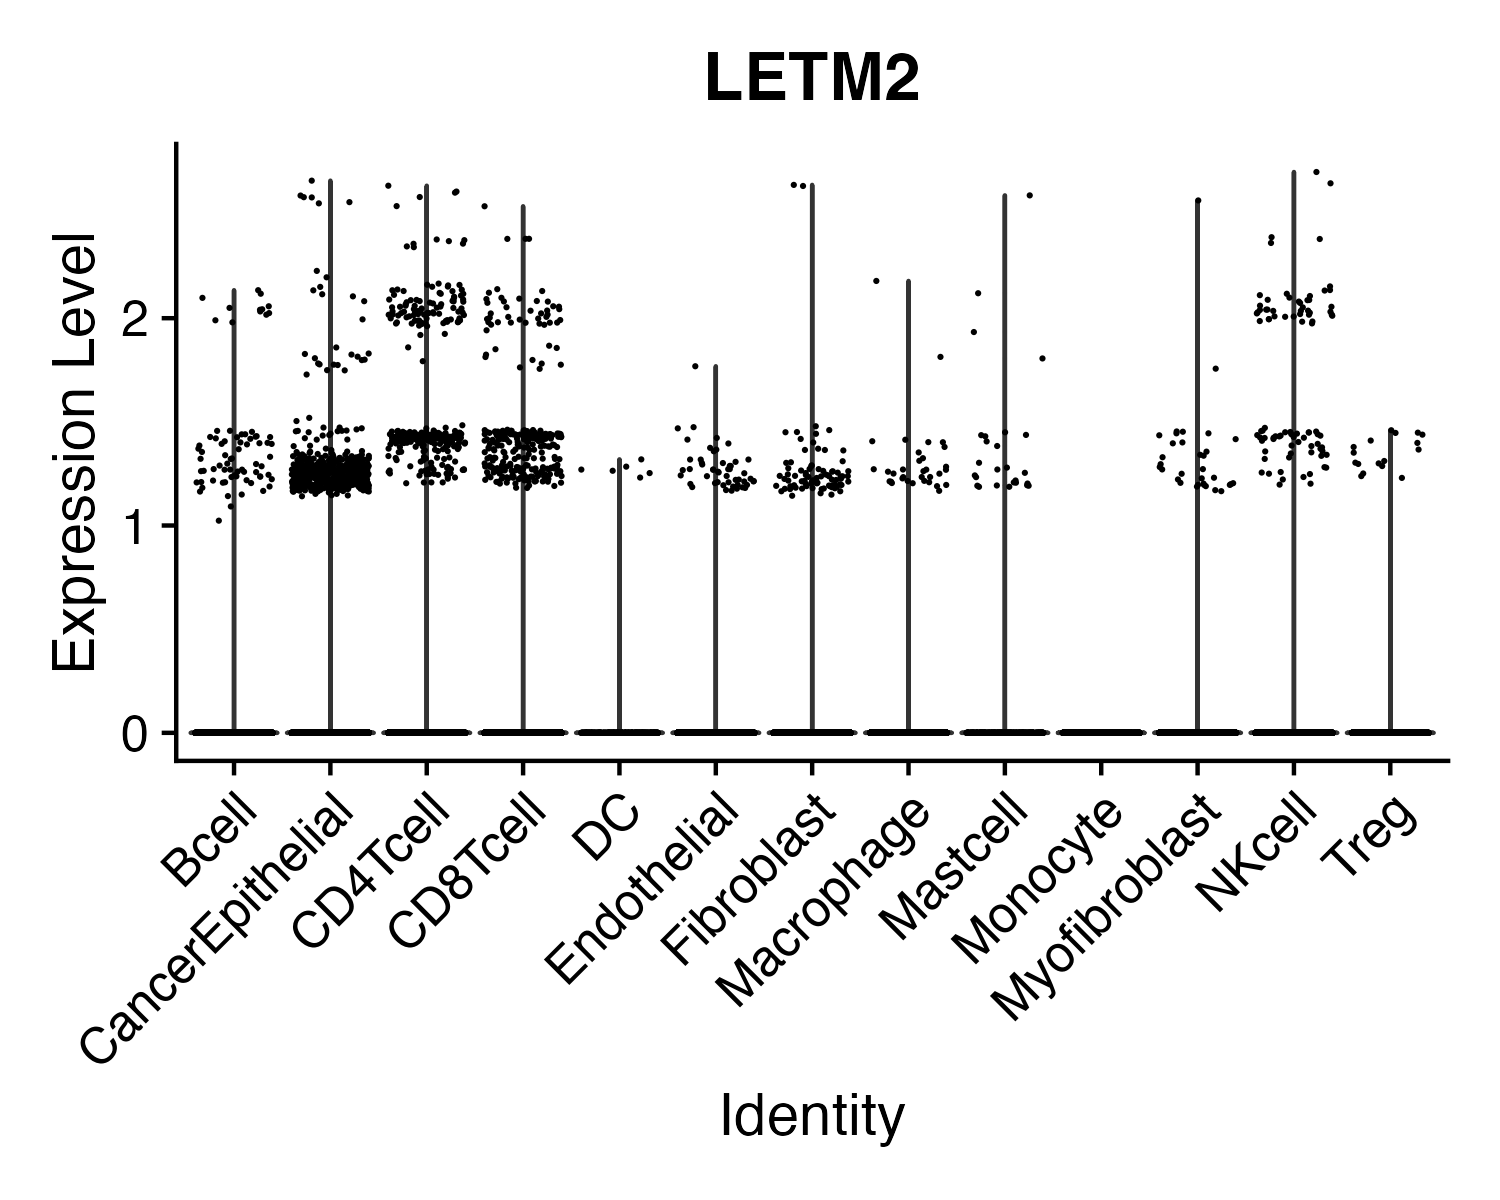 LETM2
Expression Level
2
1
0
Bcell
CancerEpithelial
CD4Tcell
CD8Tcell
DC
Endothelial
Fibroblast
Macrophage
Mastcell
Monocyte
Myofibroblast
NKcell
Treg
Identity